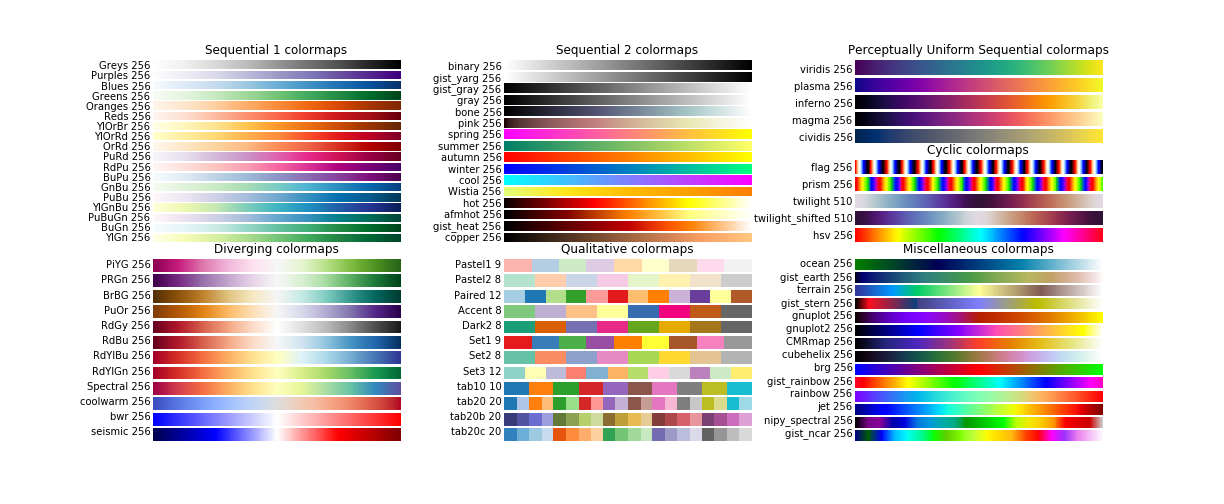 Sequential 1 colormaps
Greys 256
Purples 256
Blues 256
Greens 256
Oranges 256
Reds 256
YlOrBr 256
YlOrRd 256
OrRd 256
PuRd 256
RdPu 256
BuPu 256
GnBu 256
PuBu 256
YlGnBu 256
PuBuGn 256
BuGn 256
YlGn 256
Sequential 2 colormaps
binary 256
gist_yarg 256
gist_gray 256
gray 256
bone 256
pink 256
spring 256
summer 256
autumn 256
winter 256
cool 256
Wistia 256
hot 256
afmhot 256
gist_heat 256
copper 256
Perceptually Uniform Sequential colormaps
viridis 256
plasma 256
inferno 256
magma 256
cividis 256
Cyclic colormaps
flag 256
prism 256
twilight 510
twilight_shifted 510
hsv 256
Diverging colormaps
PiYG 256
PRGn 256
BrBG 256
PuOr 256
RdGy 256
RdBu 256
RdYlBu 256
RdYlGn 256
Spectral 256
coolwarm 256
bwr 256
seismic 256
Qualitative colormaps
Pastel1 9
Pastel2 8
Paired 12
Accent 8
Dark2 8
Set1 9
Set2 8
Set3 12
tab10 10
tab20 20
tab20b 20
tab20c 20
Miscellaneous colormaps
ocean 256
gist_earth 256
terrain 256
gist_stern 256
gnuplot 256
gnuplot2 256
CMRmap 256
cubehelix 256
brg 256
gist_rainbow 256
rainbow 256
jet 256
nipy_spectral 256
gist_ncar 256